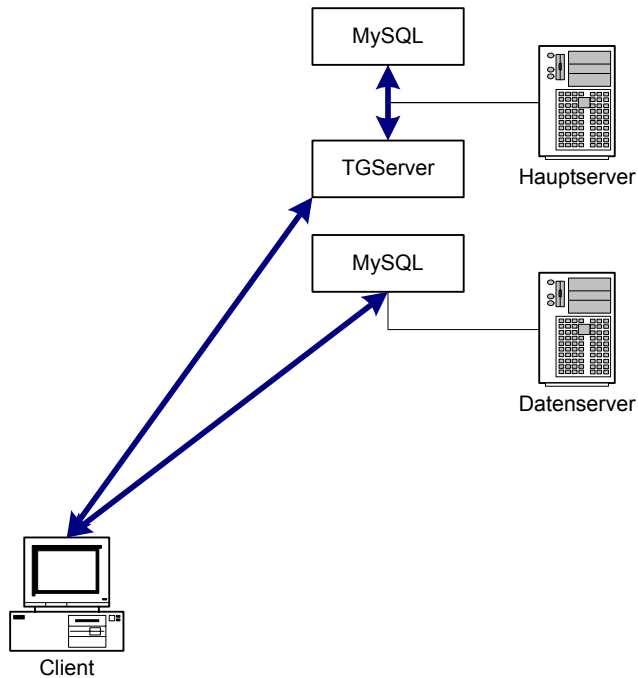 MySQL
Hauptserver
TGServer
MySQL
Datenserver
Client